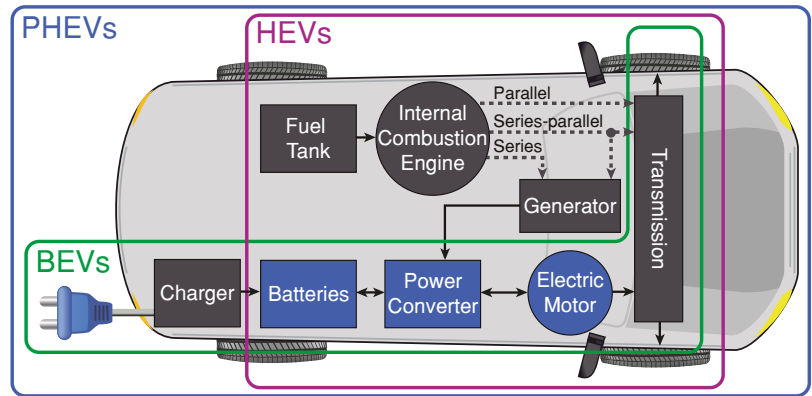 PHEVs
HEVs
Parallel
Series-parallel
Series
Fuel
Tank
Internal
Combustion
Engine
Transmission
Generator
BEVs
Charger
Batteries
Power
Converter
Electric
Motor